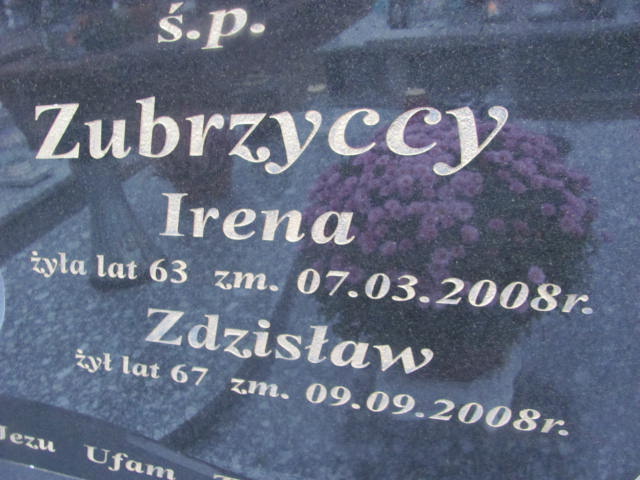 ś.p.
Zubrzyccy
Irena
żyła lat 63 zm. 07.03.2008r.
Zdzisław
żył lat 67 zm. 09.09.2008r.
Jezu Ufam